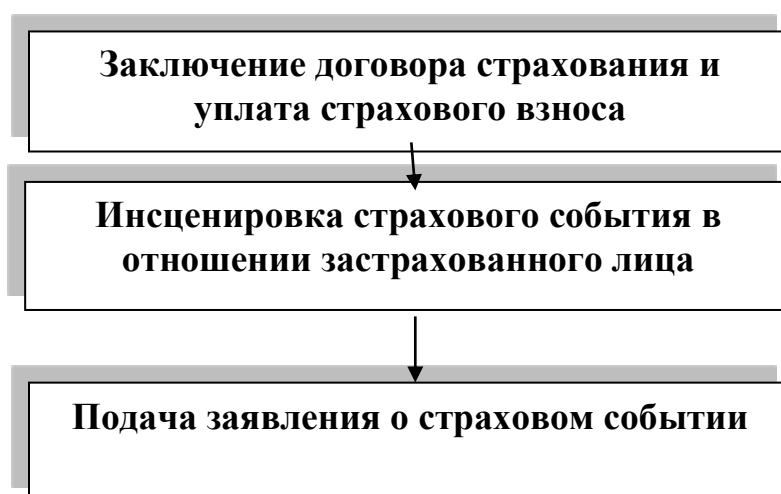 Заключение договора страхования и
уплата страхового взноса
Инсценировка страхового события в
отношении застрахованного лица
Подача заявления о страховом событии